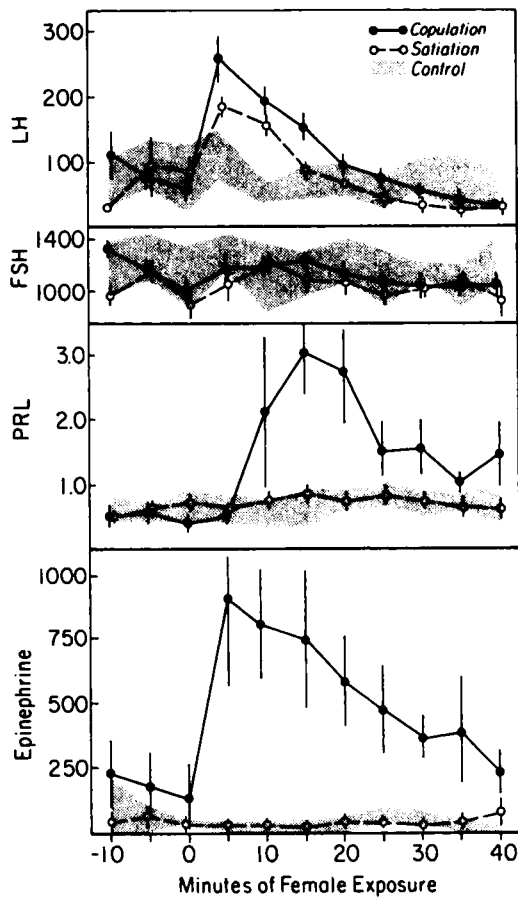 300
Copulation
Satiation
Control
200
LH
100
1400
FSH
1000
3.0
PRL
2.0
1.0
1000
750
Epinephrine
500
250
-10 0 10 20 30 40
Minutes of Female Exposure